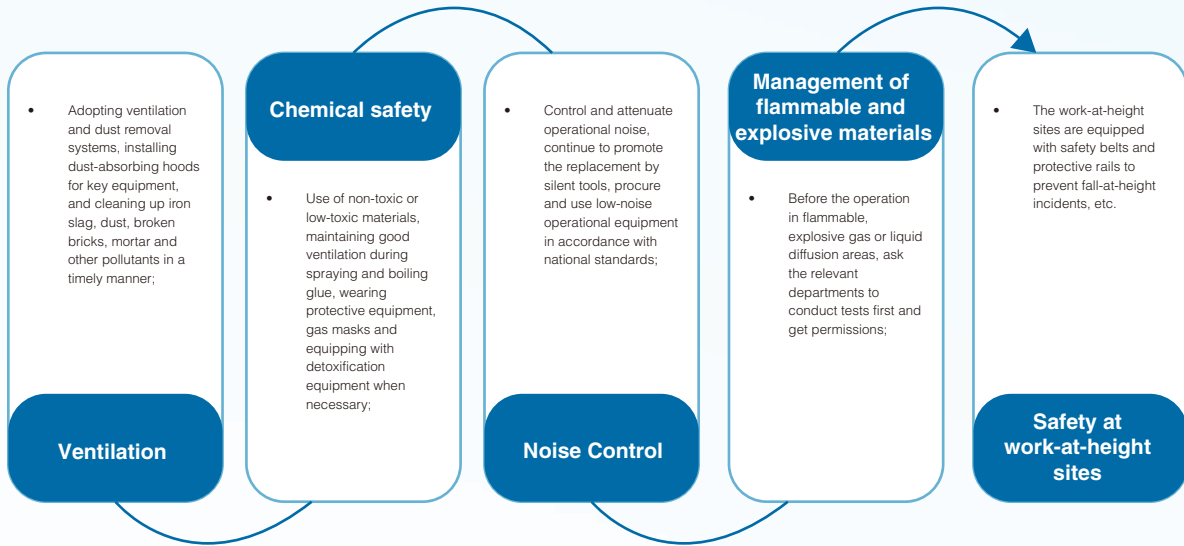 • Adopting ventilation
and dust removal
systems, installing
dust-absorbing hoods
for key equipment,
and cleaning up iron
slag, dust, broken
bricks, mortar and
other pollutants in a
timely manner;
Ventilation
Chemical safety
• Use of non-toxic or
low-toxic materials,
maintaining good
ventilation during
spraying and boiling
glue, wearing
protective equipment,
gas masks and
equipping with
detoxification
equipment when
necessary;
• Control and attenuate
operational noise,
continue to promote
the replacement by
silent tools, procure
and use low-noise
operational equipment
in accordance with
national standards;
Noise Control
Management of
flammable and
explosive materials
• Before the operation
in flammable,
explosive gas or liquid
diffusion areas, ask
the relevant
departments to
conduct tests first and
get permissions;
• The work-at-height
sites are equipped
with safety belts and
protective rails to
prevent fall-at-height
incidents, etc.
Safety at
work-at-height
sites